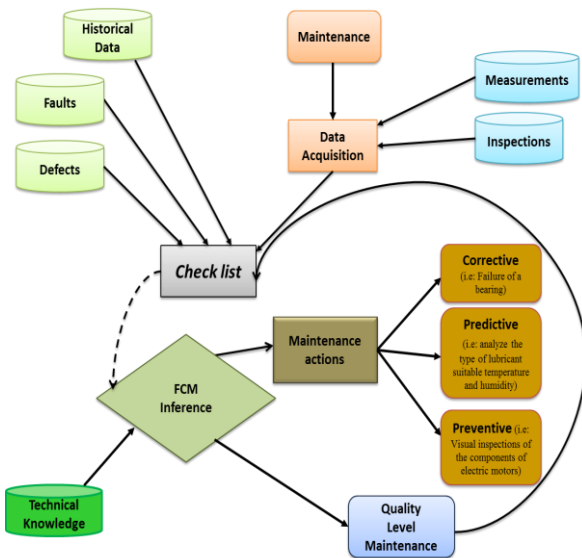 Historical
Data
Maintenance
Measurements
Faults
Data
Acquisition
Inspections
Defects
Check list
Corrective
(i.e: Failure of a
bearing)
Predictive
(i.e: analyze the
type of lubricant
suitable temperature
and humidity)
Maintenance
actions
FCM
Inference
Preventive (i.e:
Visual inspections of
the components of
electric motors)
Technical
Knowledge
Quality
Level
Maintenance